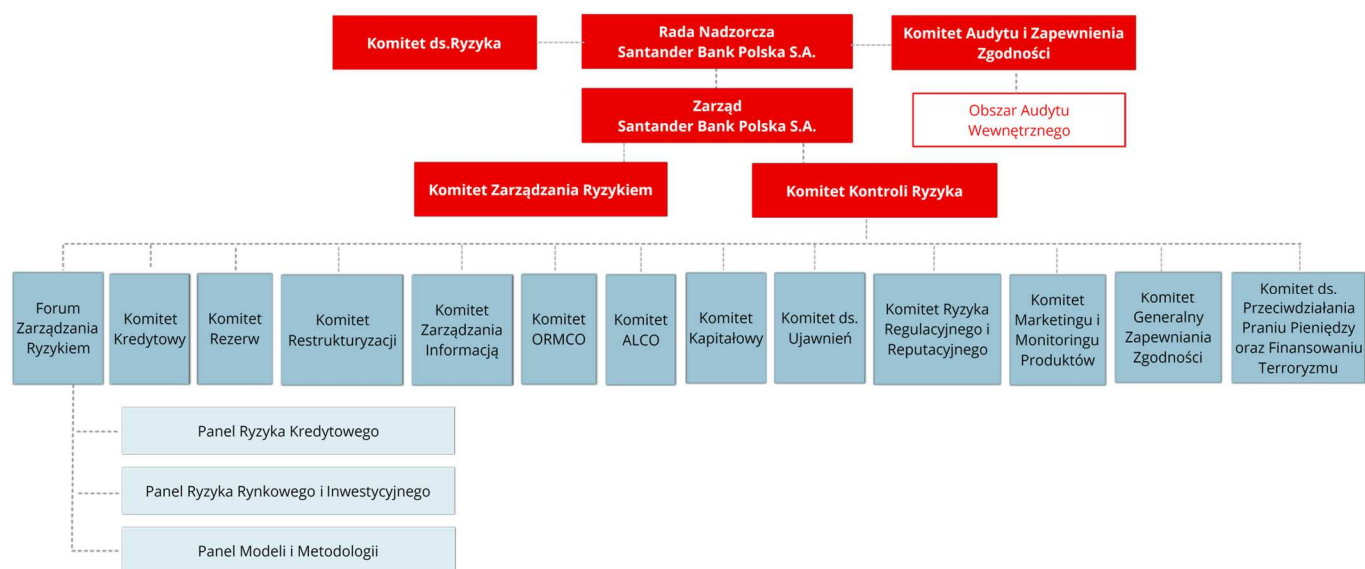 Komitet ds.Ryzyka
Rada Nadzorcza
Santander Bank Polska S.A.
Komitet Audytu i Zapewnienia
Zgodności
Zarząd
Santander Bank Polska S.A.
Obszar Audytu
Wewnętrznego
Komitet Zarządzania Ryzykiem
Komitet Kontroli Ryzyka
Forum
Zarządzania
Ryzykiem
Komitet
Kredytowy
Komitet
Rezerw
Komitet
Restrukturyzacji
Komitet
Zarządzania
Informacją
Komitet
ORMCO
Komitet
ALCO
Komitet
Kapitałowy
Komitet ds.
Ujawnień
Komitet Ryzyka
Regulacyjnego i
Reputacyjnego
Komitet
Marketingu i
Monitoringu
Produktów
Komitet
Generalny
Zapewniania
Zgodności
Komitet ds.
Przeciwdziałania
Praniu Pieniędzy
oraz Finansowaniu
Terroryzmu
Panel Ryzyka Kredytowego
Panel Ryzyka Rynkowego i Inwestycyjnego
Panel Modeli i Metodologii